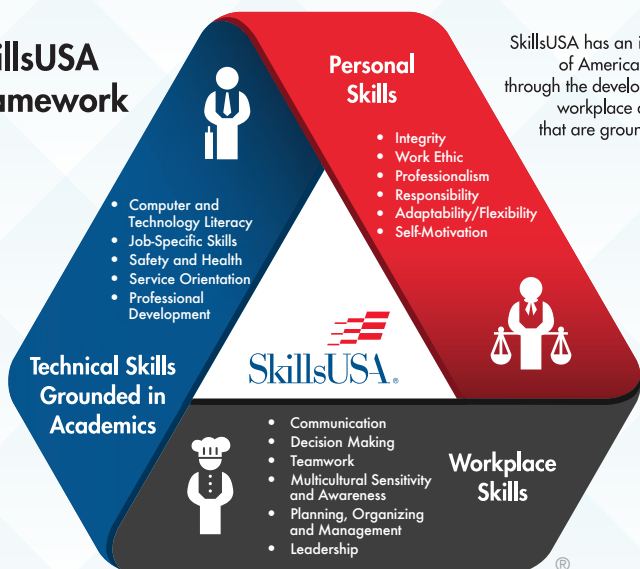 illsUSA
amework
SkillsUSA has an i
of America
through the develo
workplace
that are groun
Personal
Skills
• Integrity
• Work Ethic
• Professionalism
• Responsibility
• Adaptability/Flexibility
• Self-Motivation
• Computer and
Technology Literacy
• Job-Specific Skills
• Safety and Health
• Service Orientation
• Professional
Development
Technical Skills
Grounded in
Academics
SkillsUSA®
• Communication
• Decision Making
• Teamwork
• Multicultural Sensitivity
and Awareness
• Planning, Organizing
and Management
• Leadership
Workplace
Skills
®